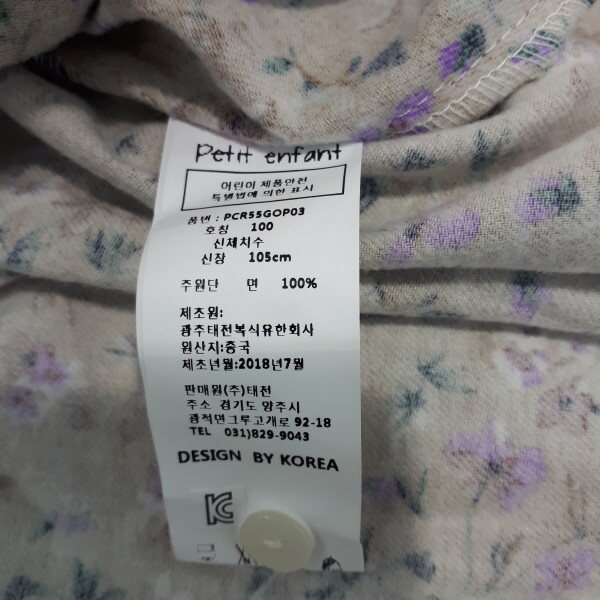 Petit enfant
어린이 제품안전
특별법에 의한 표시
품번 : PCR55GOP03
호칭 100
신체치수
신장 105cm
주원단 면 100%
제조원:
광주태전복식유한회사
원산지:중국
제조년월:2018년7월
판매원(주)태전
주소 경기도 양주시
광적면그루고개로 92-18
TEL 031)829-9043
DESIGN BY KOREA